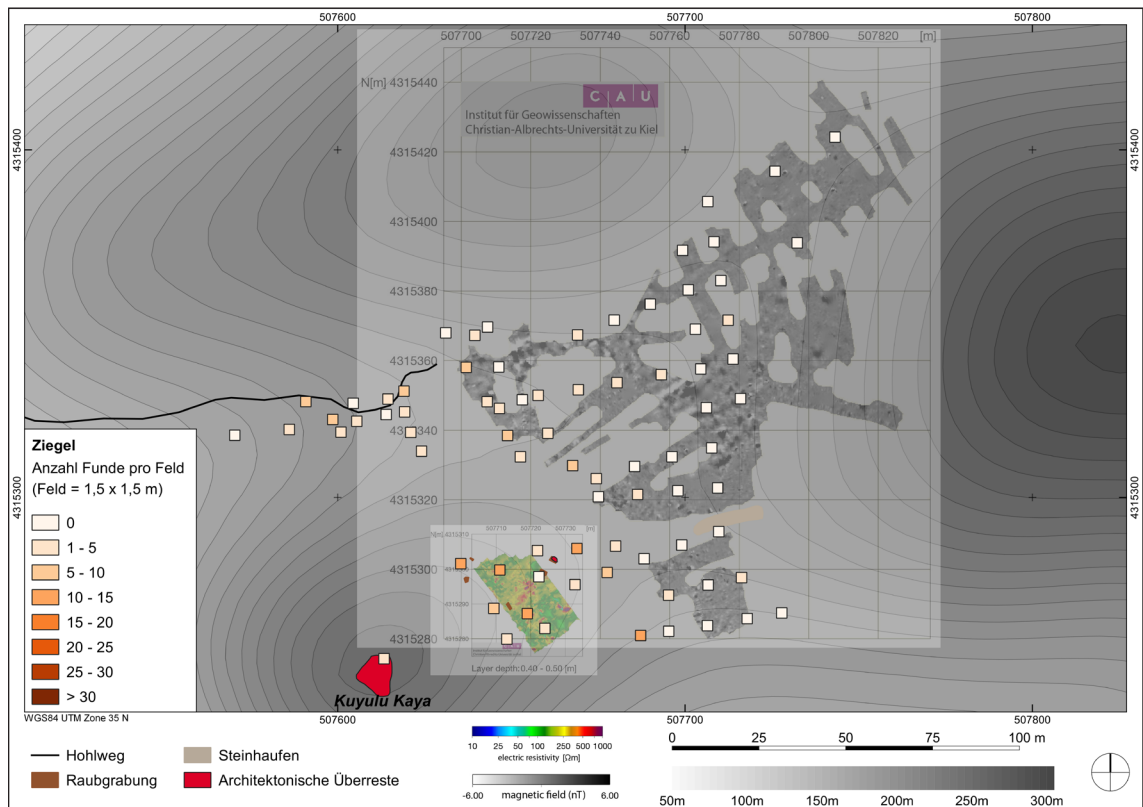 507600 507700 507800
507700 507720 507740 507760 507780 507800 507820 [m]
N[m] 4315440
CAU
Institut für Geowissenschaften
Christian-Albrechts-Universität zu Kiel
4315400 4315400
4315420
4315400
4315380
4315360
4315340
4315320
4315300 4315300
4315300
4315280
507710 507720 507730 [m]
N[m] 4315310
Layer depth:0.40 - 0.50 [m]
Kuyulu Kaya
Ziegel
Anzahl Funde pro Feld
(Feld = 1,5 x 1,5 m)
0
1 - 5
5 - 10
10 - 15
15 - 20
20 - 25
25 - 30
> 30
WGS84 UTM Zone 35 N
507600 507700 507800
Hohlweg
Raubgrabung
Steinhaufen
Architektonische Überreste
10 25 50 100 250 500 1000
electric resistivity [Ωm]
-6.00 magnetic field (nT) 6.00
0 25 50 75 100 m
50m 100m 150m 200m 250m 300m